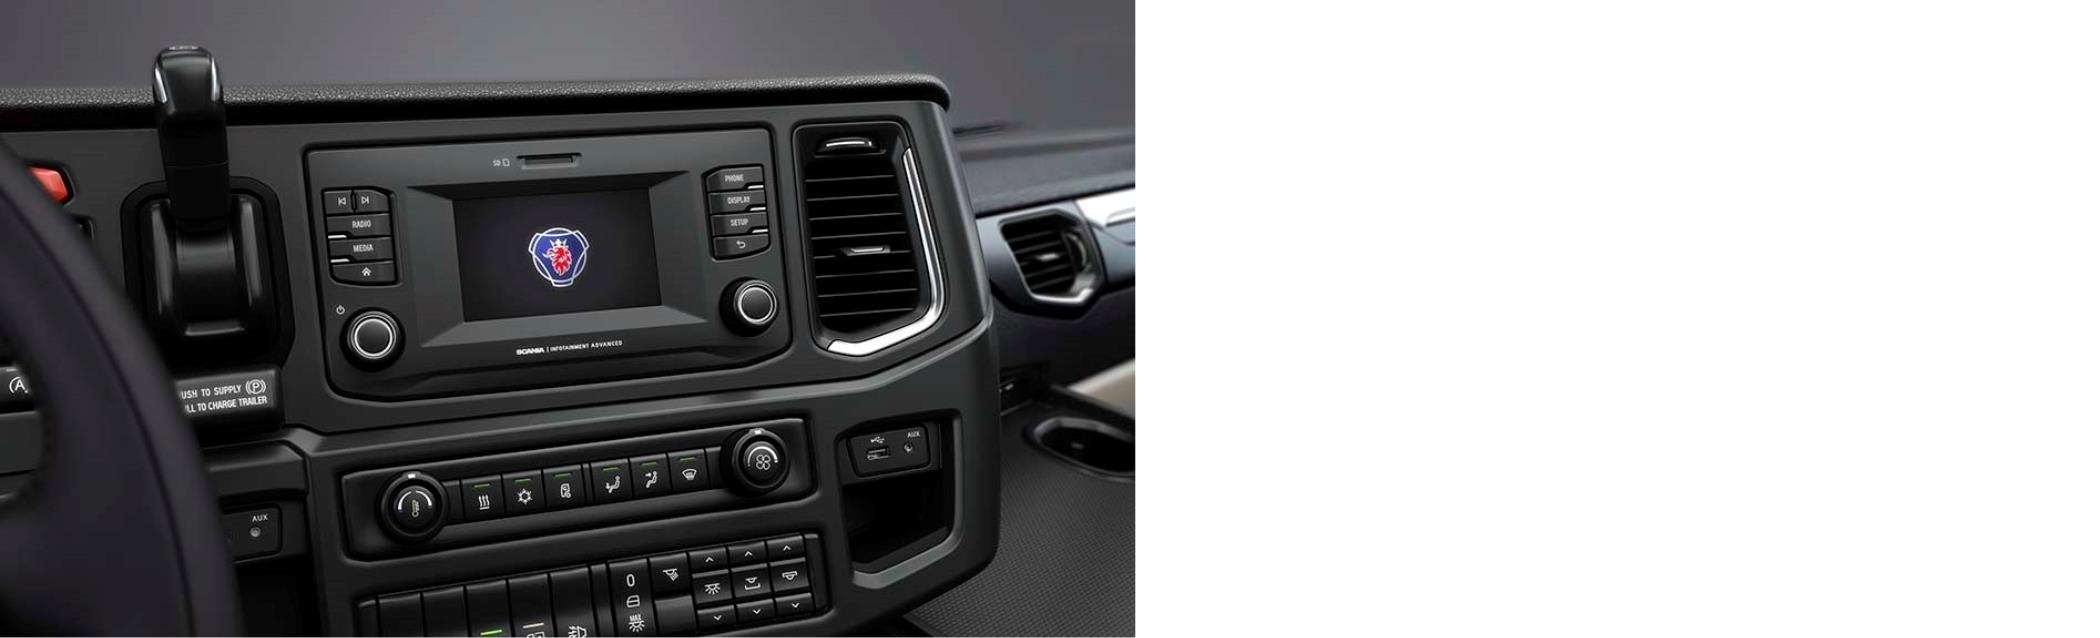 SD
PHONE
DISPLAY
SETUP
RADIO
MEDIA
SCANIA | INFOTAINMENT ADVANCED
(A
USH TO SUPPLY (P)
LL TO CHARGE TRAILER
AUX
AUX
0
MAX